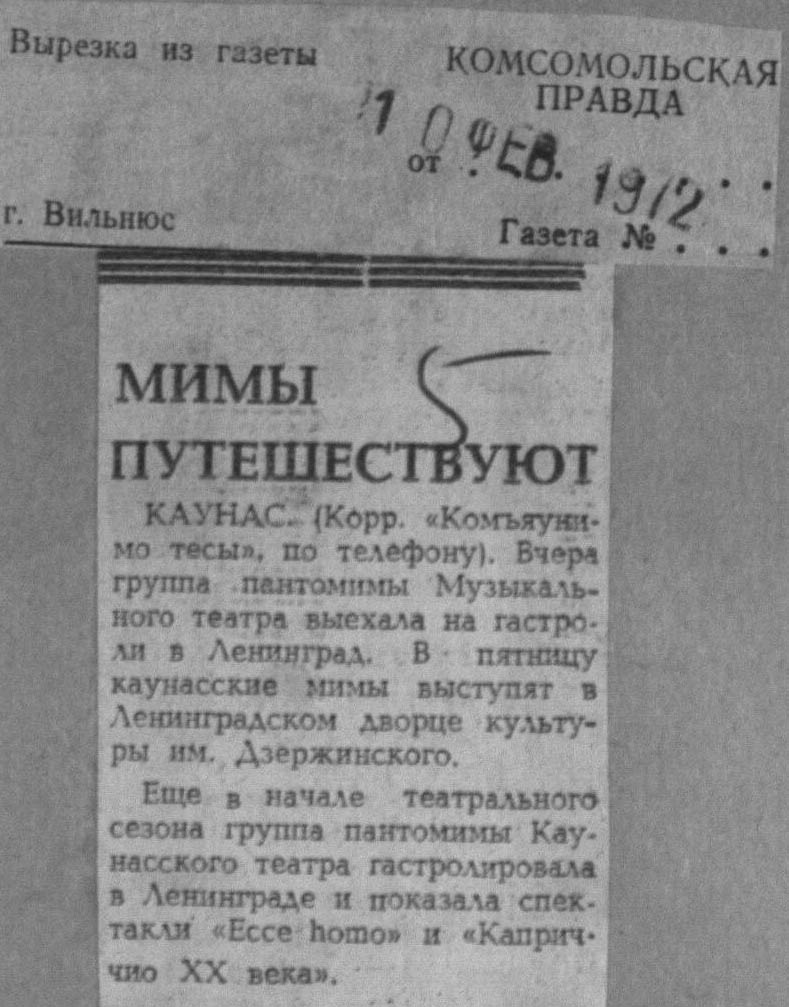 Вырезка из газеты
КОМСОМОЛЬСКАЯ
ПРАВДА
10 ФЕВ. 1972
от . . .
г. Вильнюс
Газета № . . .
5
МИМЫ
ПУТЕШЕСТВУЮТ
КАУНАС. (Корр. «Комъяуни-
мо тесы», по телефону). Вчера
группа пантомимы Музыкаль-
ного театра выехала на гастро-
ли в Ленинград. В пятницу
каунасские мимы выступят в
Ленинградском дворце культу-
ры им. Дзержинского.
Еще в начале театрального
сезона группа пантомимы Кау-
насского театра гастролировала
в Ленинграде и показала спек-
такли «Ecce homo» и «Каприч-
чио XX века».